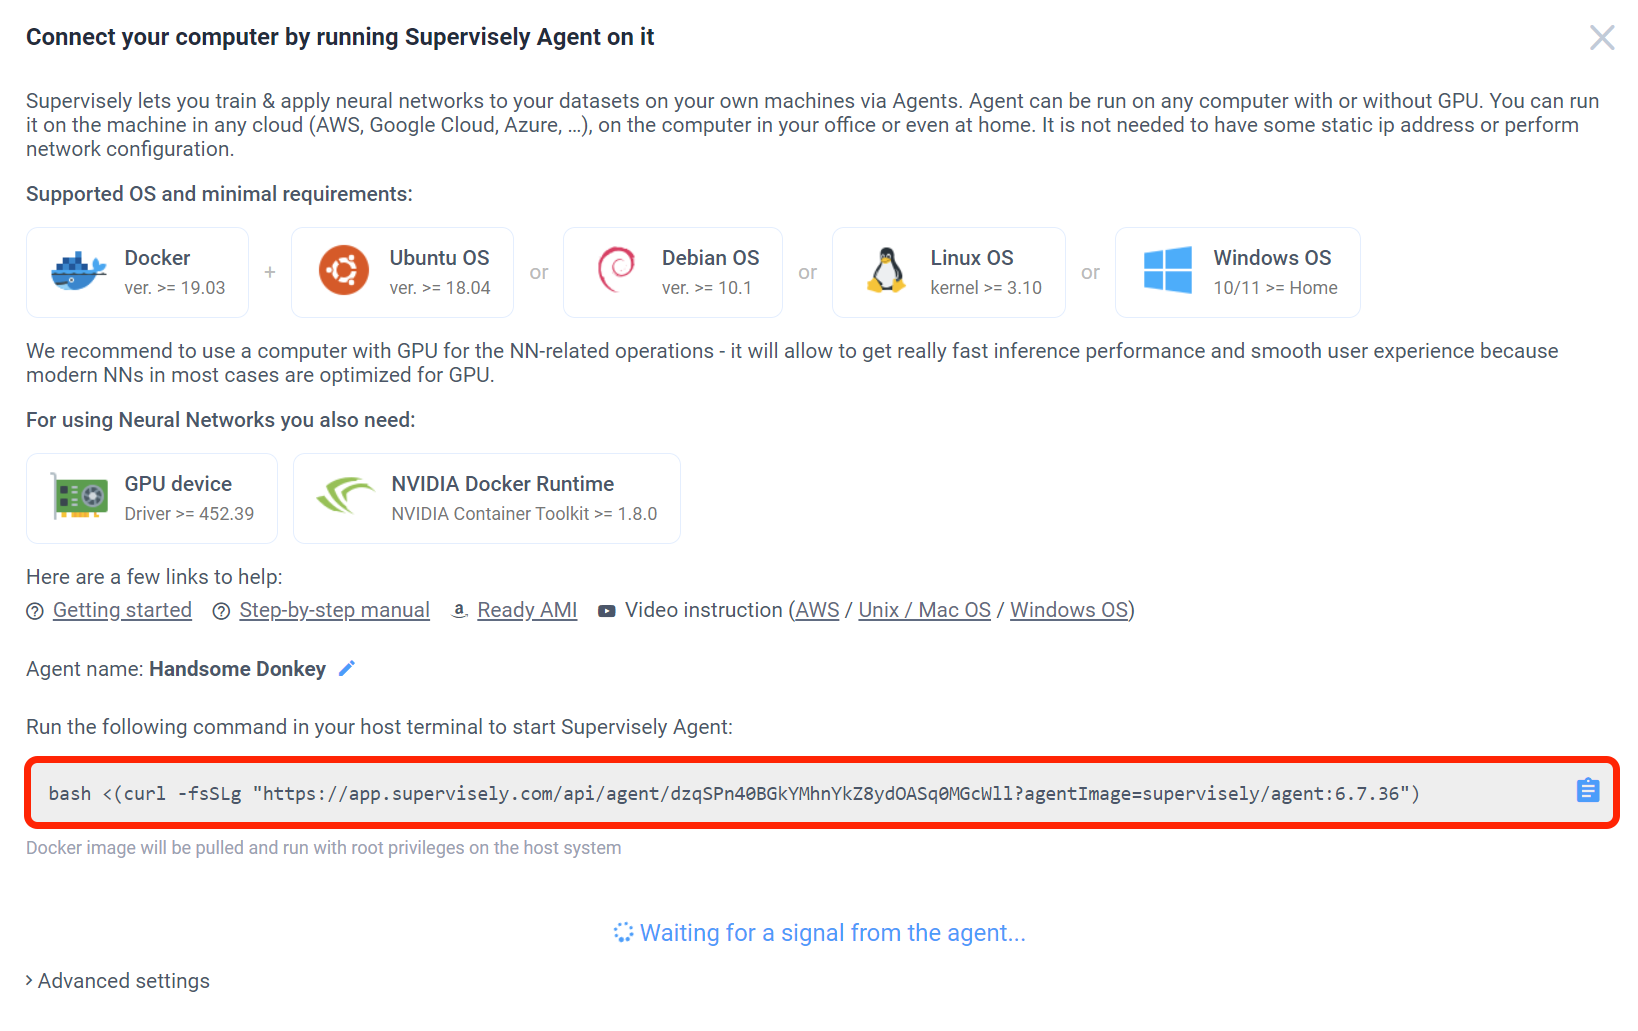 Connect your computer by running Supervisely Agent on it
Supervisely lets you train & apply neural networks to your datasets on your own machines via Agents. Agent can be run on any computer with or without GPU. You can run
it on the machine in any cloud (AWS, Google Cloud, Azure, ...), on the computer in your office or even at home. It is not needed to have some static ip address or perform
network configuration.
Supported OS and minimal requirements:
Docker
ver. >= 19.03
+
Ubuntu OS
ver. >= 18.04
or
Debian OS
ver. >= 10.1
or
Linux OS
kernel >= 3.10
or
Windows OS
10/11 >= Home
We recommend to use a computer with GPU for the NN-related operations - it will allow to get really fast inference performance and smooth user experience because
modern NNs in most cases are optimized for GPU.
For using Neural Networks you also need:
GPU device
Driver >= 452.39
NVIDIA Docker Runtime
NVIDIA Container Toolkit >= 1.8.0
Here are a few links to help:
Getting started Step-by-step manual Ready AMI Video instruction (AWS / Unix / Mac OS / Windows OS)
Agent name: Handsome Donkey
Run the following command in your host terminal to start Supervisely Agent:
bash <(curl -fsSLg "https://app.supervisely.com/api/agent/dzqSPn40BGkYMhnYkZ8ydOASq0MGcWll?agentImage=supervisely/agent:6.7.36")
Docker image will be pulled and run with root privileges on the host system
Waiting for a signal from the agent...
Advanced settings